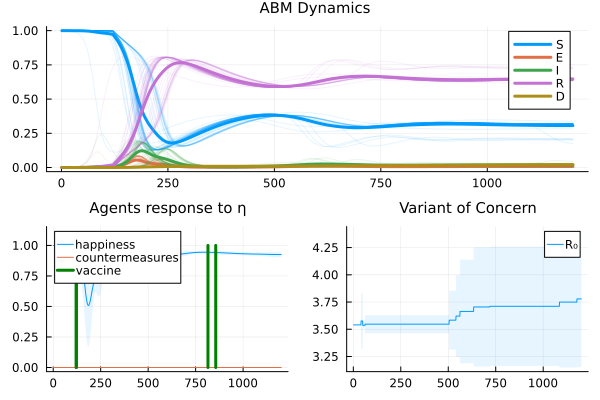 ABM Dynamics
1.00
0.75
0.50
0.25
0.00
S
E
I
R
D
0
250
500
750
1000
Agents response to η
1.00
0.75
0.50
0.25
0.00
happiness
countermeasures
vaccine
0
250
500
750
1000
Variant of Concern
4.25
4.00
3.75
3.50
3.25
R₀
0
250
500
750
1000